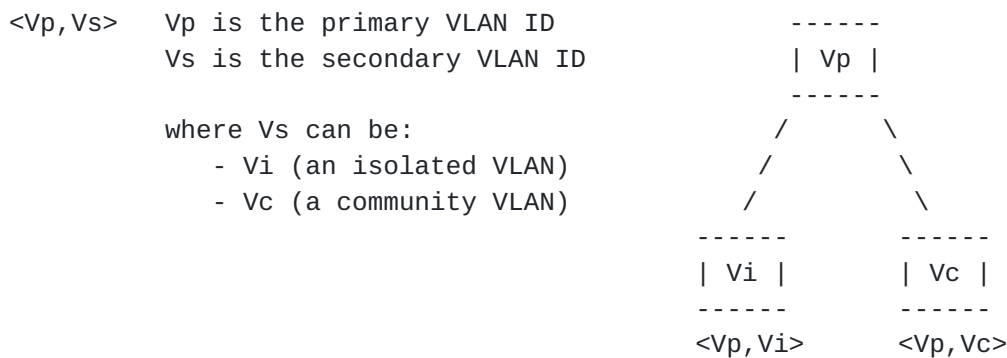 <Vp,Vs>   Vp is the primary VLAN ID               ------
          Vs is the secondary VLAN ID             | Vp |
                                                  ------
          where Vs can be:                       /      \
             - Vi (an isolated VLAN)            /        \
             - Vc (a community VLAN)           /          \
                                            ------      ------
                                            | Vi |      | Vc |
                                            ------      ------
                                            <Vp,Vi>     <Vp,Vc>